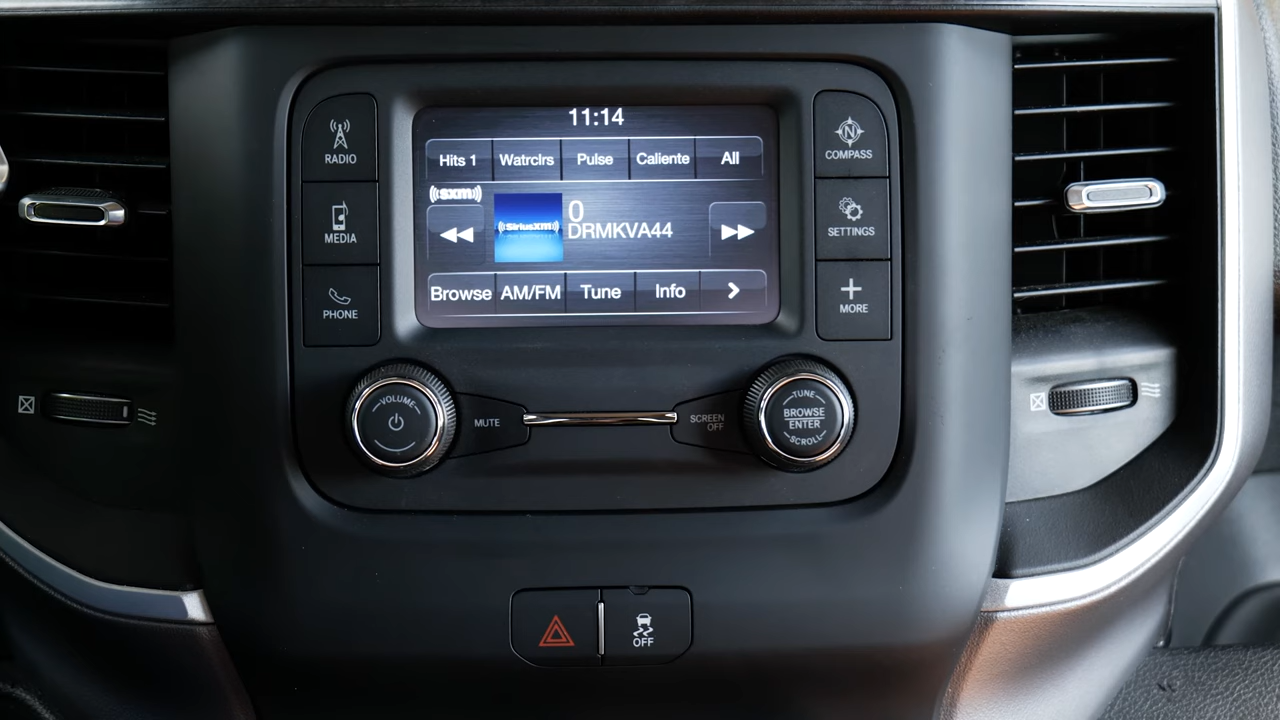 11:14
RADIO
Hits 1 Watrclrs Pulse Caliente All
N
COMPASS
((sxm))
0
MEDIA
((SiriusXM))
DRMKVA44
SETTINGS
PHONE
Browse AM/FM Tune Info
MORE
VOLUME
MUTE
SCREEN
OFF
TUNE
BROWSE
ENTER
SCROLL
OFF